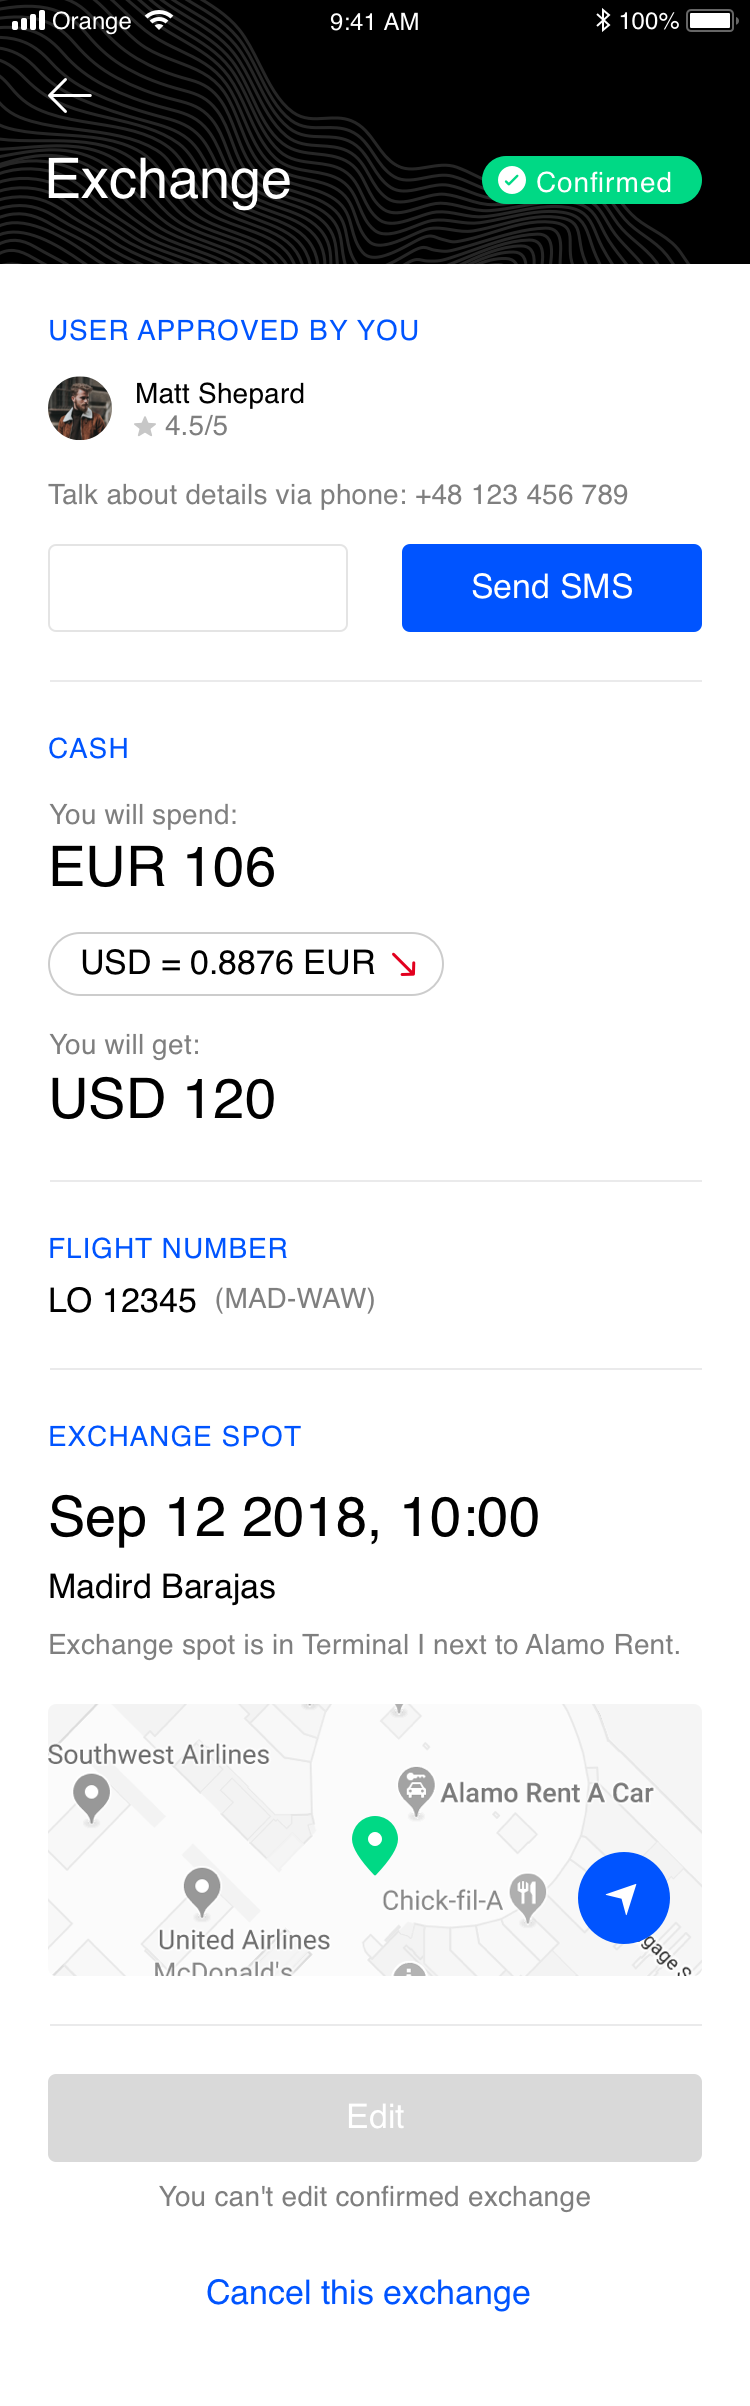 Orange 9:41 AM 100%
Exchange
Confirmed
USER APPROVED BY YOU
Matt Shepard
4.5/5
Talk about details via phone: +48 123 456 789
Send SMS
CASH
You will spend:
EUR 106
USD = 0.8876 EUR
You will get:
USD 120
FLIGHT NUMBER
LO 12345 (MAD-WAW)
EXCHANGE SPOT
Sep 12 2018, 10:00
Madird Barajas
Exchange spot is in Terminal I next to Alamo Rent.
Southwest Airlines
Alamo Rent A Car
Chick-fil-A
United Airlines
McDonald's
gage S
Edit
You can't edit confirmed exchange
Cancel this exchange